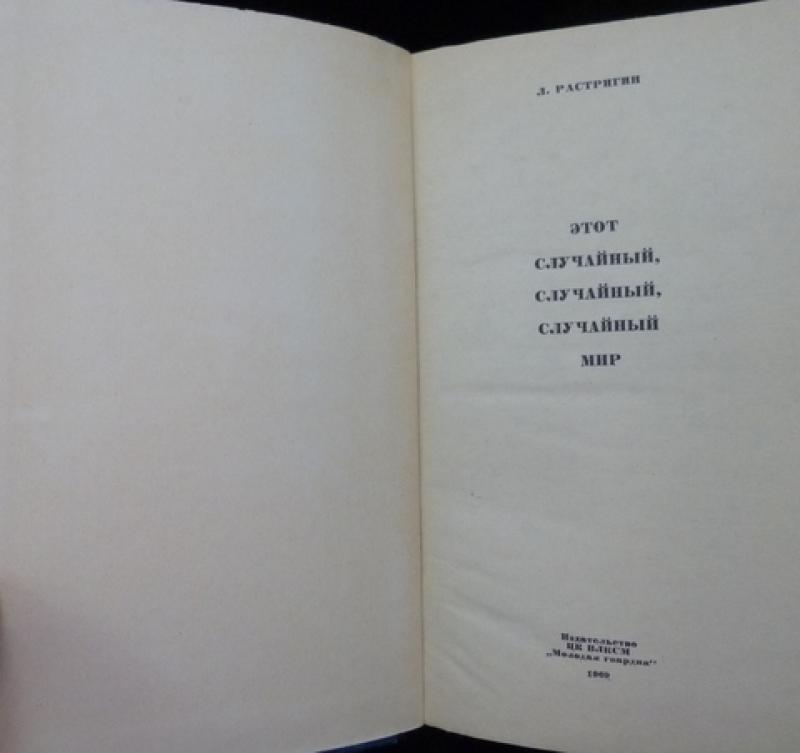 Л. РАСТРИГИН
ЭТОТ
СЛУЧАЙНЫЙ,
СЛУЧАЙНЫЙ,
СЛУЧАЙНЫЙ
МИР
Издательство
ЦК ВЛКСМ
„Молодая гвардия“
1969